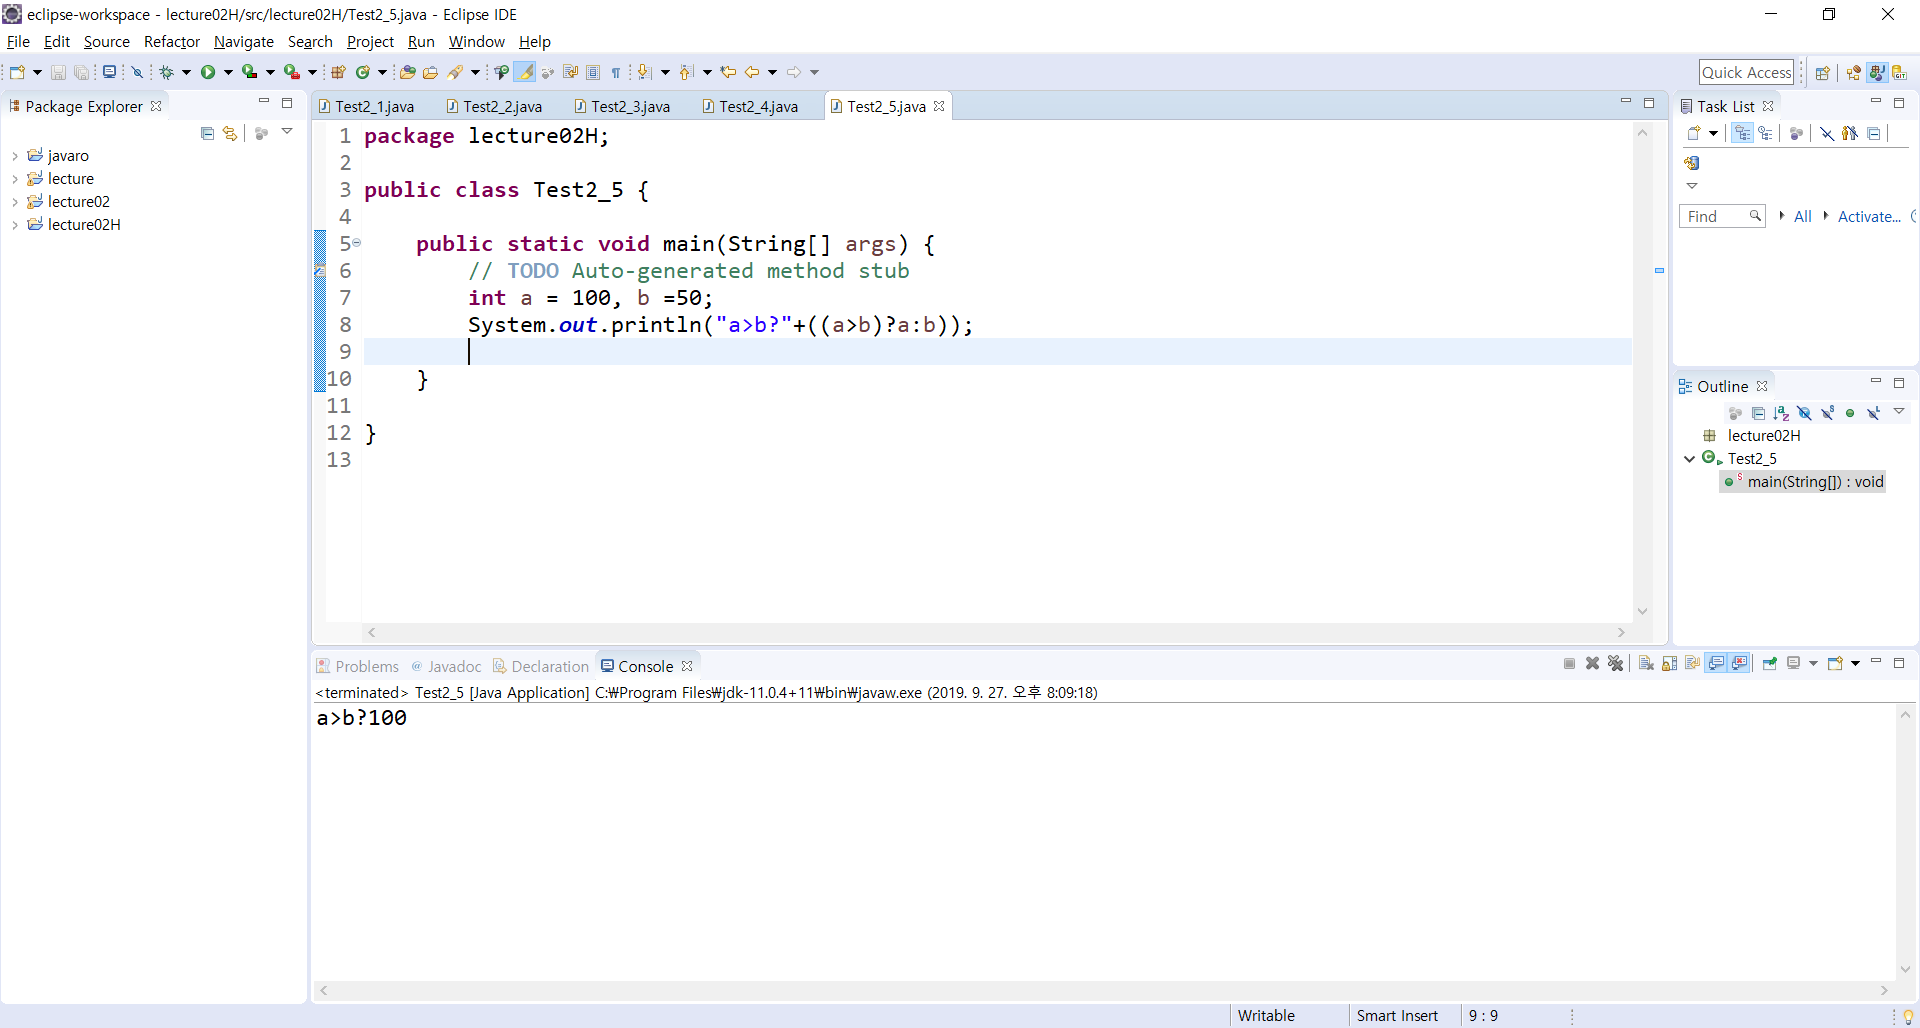 eclipse-workspace - lecture02H/src/lecture02H/Test2_5.java - Eclipse IDE
File Edit Source Refactor Navigate Search Project Run Window Help
Quick Access
Package Explorer
javaro
lecture
lecture02
lecture02H
Test2_1.java Test2_2.java Test2_3.java Test2_4.java Test2_5.java
1 package lecture02H;
2
3 public class Test2_5 {
4
5 public static void main(String[] args) {
6 // TODO Auto-generated method stub
7 int a = 100, b =50;
8 System.out.println("a>b?"+((a>b)?a:b));
9
10 }
11
12 }
13
Task List
Find All Activate...
Outline
lecture02H
Test2_5
main(String[]) : void
Problems @ Javadoc Declaration Console
<terminated> Test2_5 [Java Application] C:₩Program Files₩jdk-11.0.4+11₩bin₩javaw.exe (2019. 9. 27. 오후 8:09:18)
a>b?100
Writable Smart Insert 9 : 9